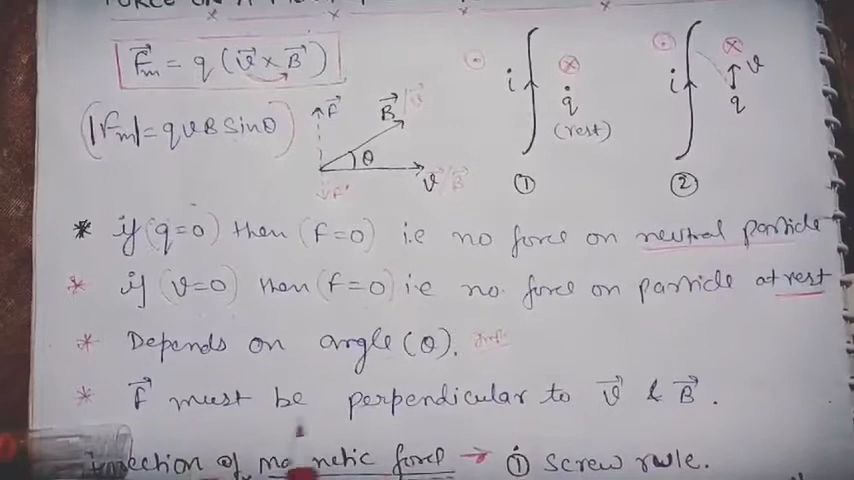 FORCE ON A
F⃗m = q (v⃗ × B⃗)
(|Fm| = qvB Sinθ)
F⃗
B⃗ / v⃗
θ
v⃗ / B⃗
F'
i
q
(rest)
①
i
v
q
②
* if (q=0) then (F=0) i.e no force on neutral particle
* if (v=0) then (F=0) i.e no force on particle at rest
* Depends on angle (θ).
* F⃗ must be perpendicular to v⃗ & B⃗.
Direction of magnetic force → ① Screw rule.